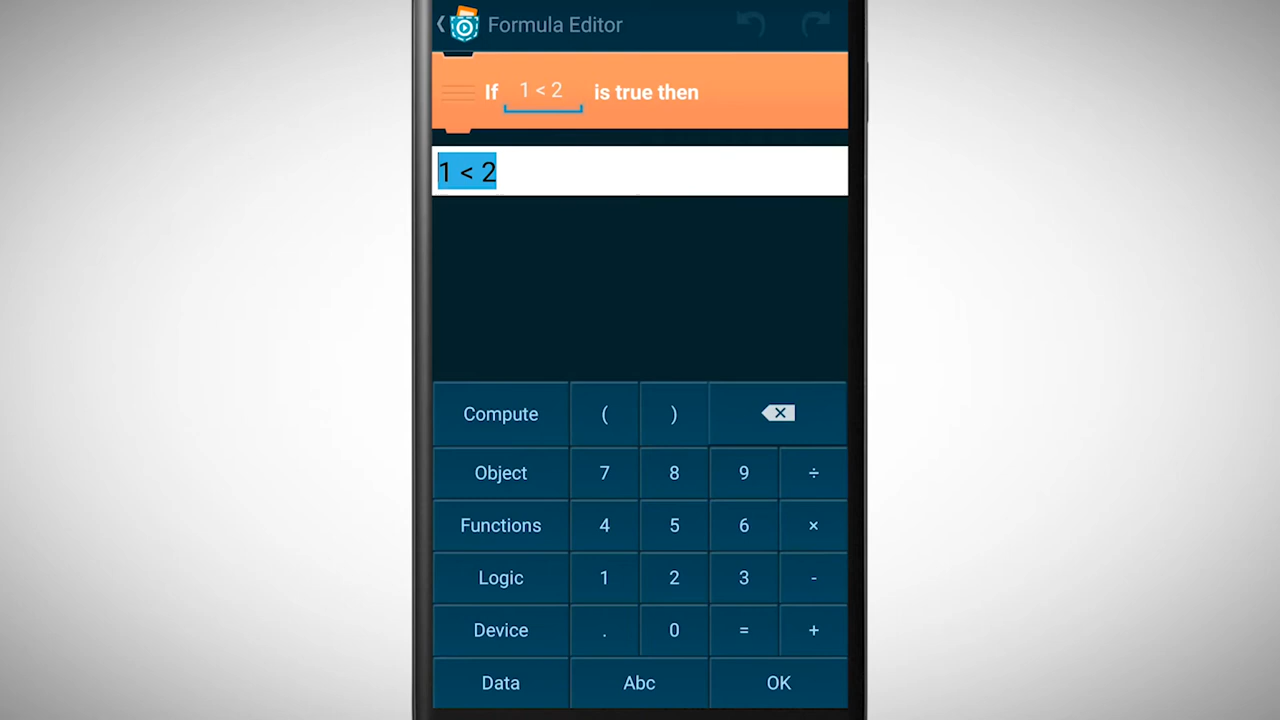 Formula Editor
If 1 < 2 is true then
1 < 2
Compute ( )
Object 7 8 9 ÷
Functions 4 5 6 ×
Logic 1 2 3 -
Device . 0 = +
Data Abc OK